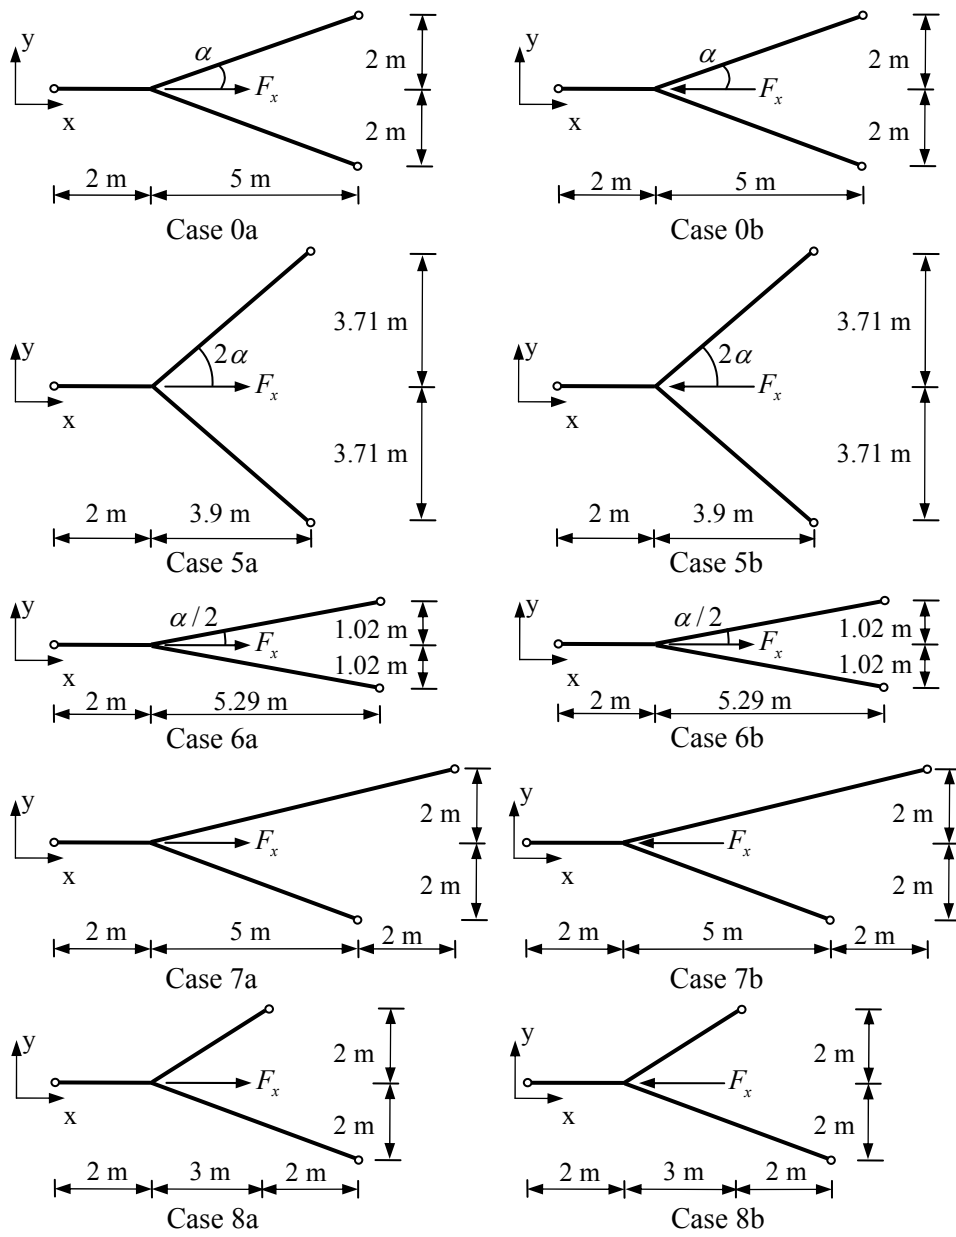 y
α
F_x
2 m
2 m
x
2 m
5 m
Case 0a
y
α
F_x
2 m
2 m
x
2 m
5 m
Case 0b
y
2α
F_x
3.71 m
3.71 m
x
2 m
3.9 m
Case 5a
y
2α
F_x
3.71 m
3.71 m
x
2 m
3.9 m
Case 5b
y
α / 2
F_x
1.02 m
1.02 m
x
2 m
5.29 m
Case 6a
y
α / 2
F_x
1.02 m
1.02 m
x
2 m
5.29 m
Case 6b
y
F_x
2 m
2 m
x
2 m
5 m
2 m
Case 7a
y
F_x
2 m
2 m
x
2 m
5 m
2 m
Case 7b
y
F_x
2 m
2 m
x
2 m
3 m
2 m
Case 8a
y
F_x
2 m
2 m
x
2 m
3 m
2 m
Case 8b